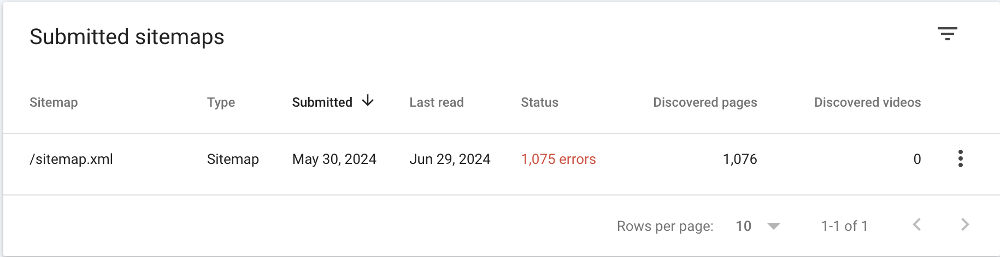 Submitted sitemaps
Sitemap Type Submitted Last read Status Discovered pages Discovered videos
/sitemap.xml Sitemap May 30, 2024 Jun 29, 2024 1,075 errors 1,076 0
Rows per page: 10 1-1 of 1